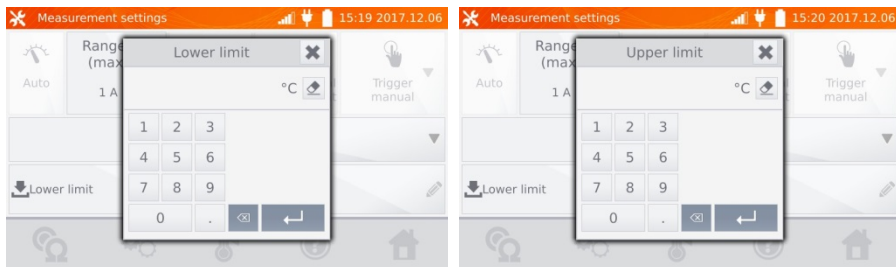 Measurement settings 15:19 2017.12.06
Auto
Range
(max
1 A
Trigger
manual
Lower limit
°C
1 2 3
4 5 6
7 8 9
0 .
Lower limit
Measurement settings 15:20 2017.12.06
Auto
Range
(max
1 A
Trigger
manual
Upper limit
°C
1 2 3
4 5 6
7 8 9
0 .
Lower limit